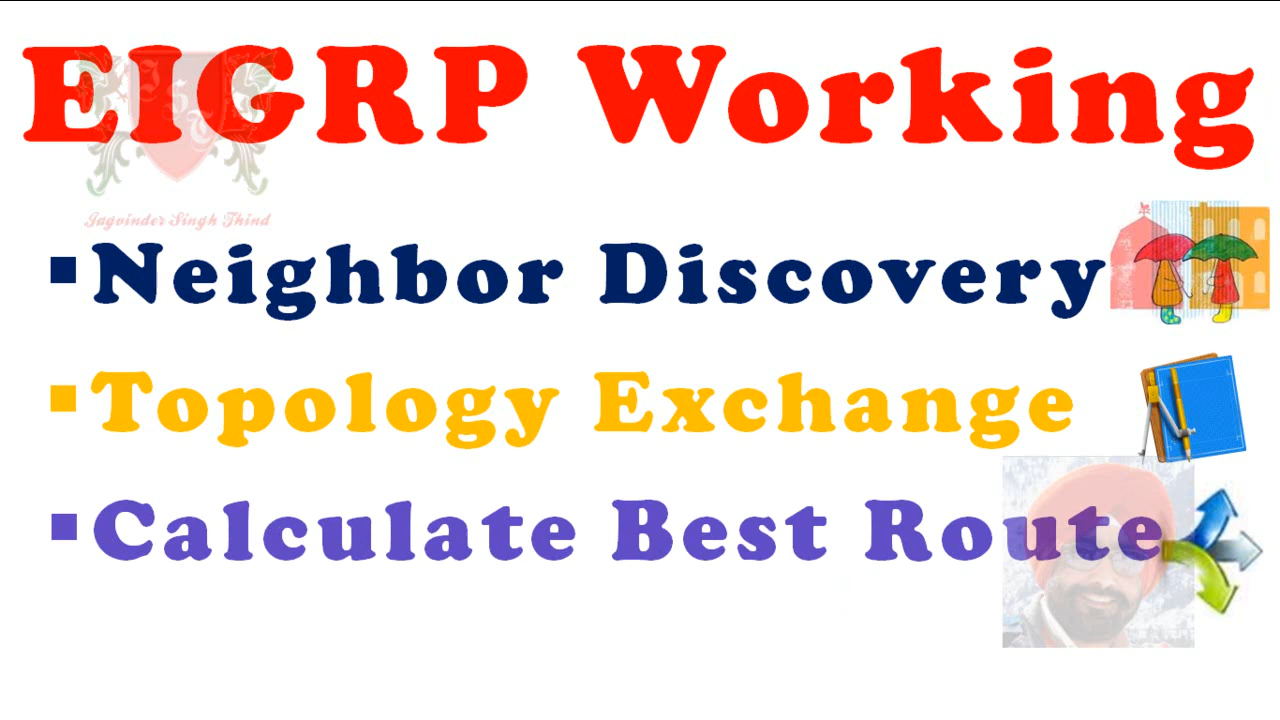 EIGRP Working
Jagvinder Singh Thind
▪Neighbor Discovery
▪Topology Exchange
▪Calculate Best Route